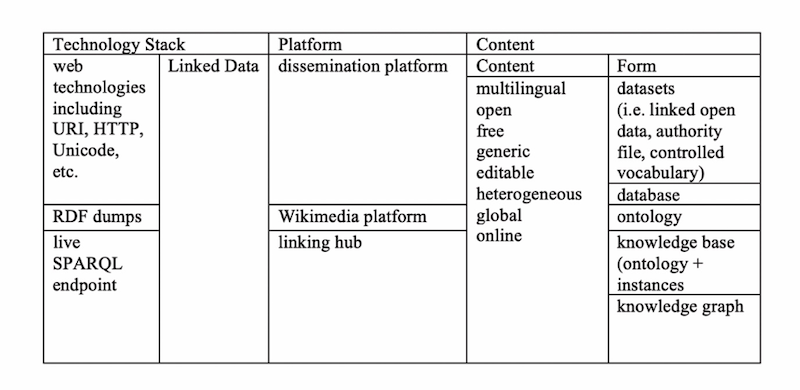 Technology Stack
Platform
Content
web
technologies
including
URI, HTTP,
Unicode,
etc.
Linked Data
dissemination platform
Content
multilingual
open
free
generic
editable
heterogeneous
global
online
Form
datasets
(i.e. linked open
data, authority
file, controlled
vocabulary)
database
RDF dumps
Wikimedia platform
ontology
live
SPARQL
endpoint
linking hub
knowledge base
(ontology +
instances
knowledge graph